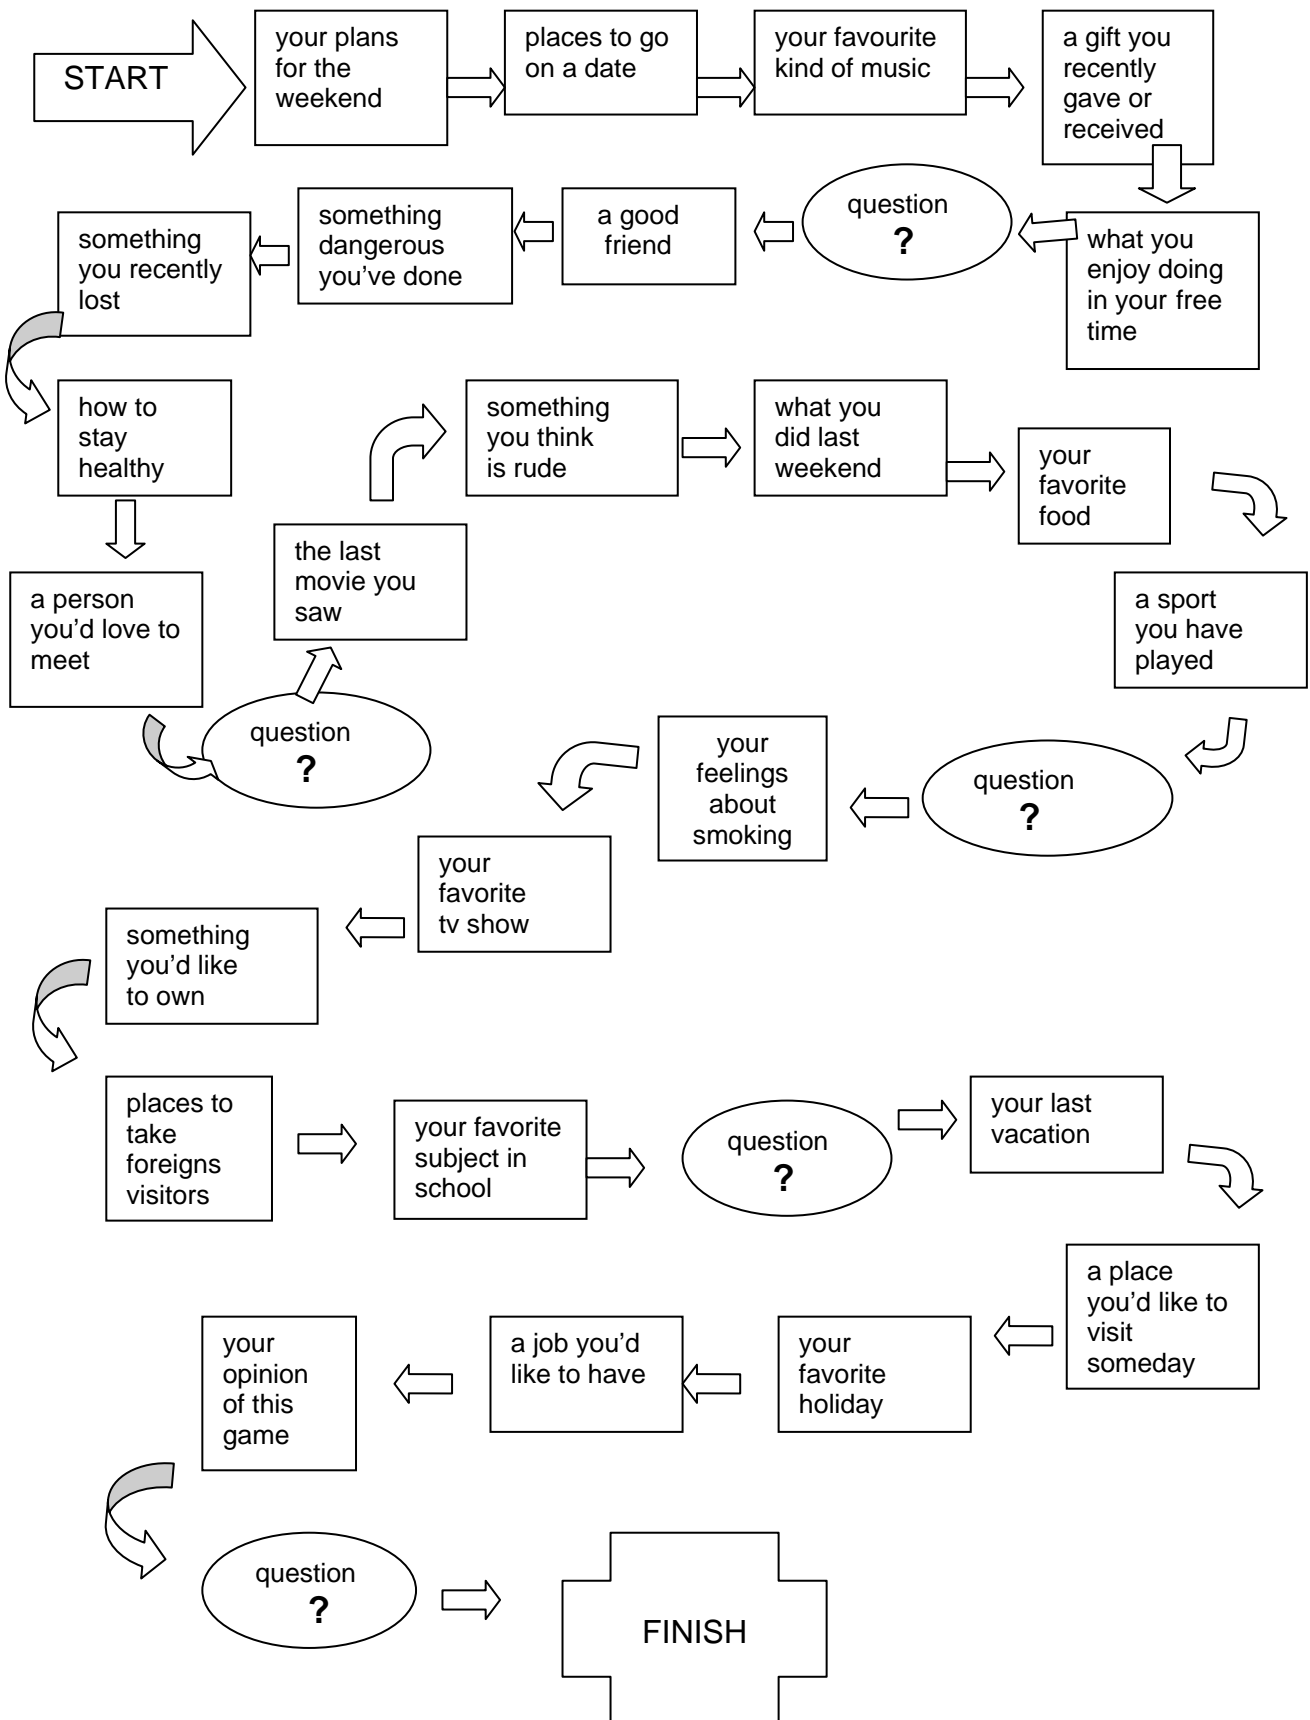 START
your plans
for the
weekend
places to go
on a date
your favourite
kind of music
a gift you
recently
gave or
received
what you
enjoy doing
in your free
time
question
?
a good
friend
something
dangerous
you've done
something
you recently
lost
how to
stay
healthy
a person
you'd love to
meet
question
?
the last
movie you
saw
something
you think
is rude
what you
did last
weekend
your
favorite
food
a sport
you have
played
question
?
your
feelings
about
smoking
your
favorite
tv show
something
you'd like
to own
places to
take
foreigns
visitors
your favorite
subject in
school
question
?
your last
vacation
a place
you'd like to
visit
someday
your
favorite
holiday
a job you'd
like to have
your
opinion
of this
game
question
?
FINISH